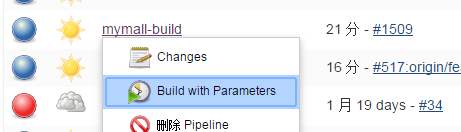 mymall-build 21 分 - #1509
Changes
16 分 - #517:origin/fe
Build with Parameters
1 月 19 days - #34
删除 Pipeline